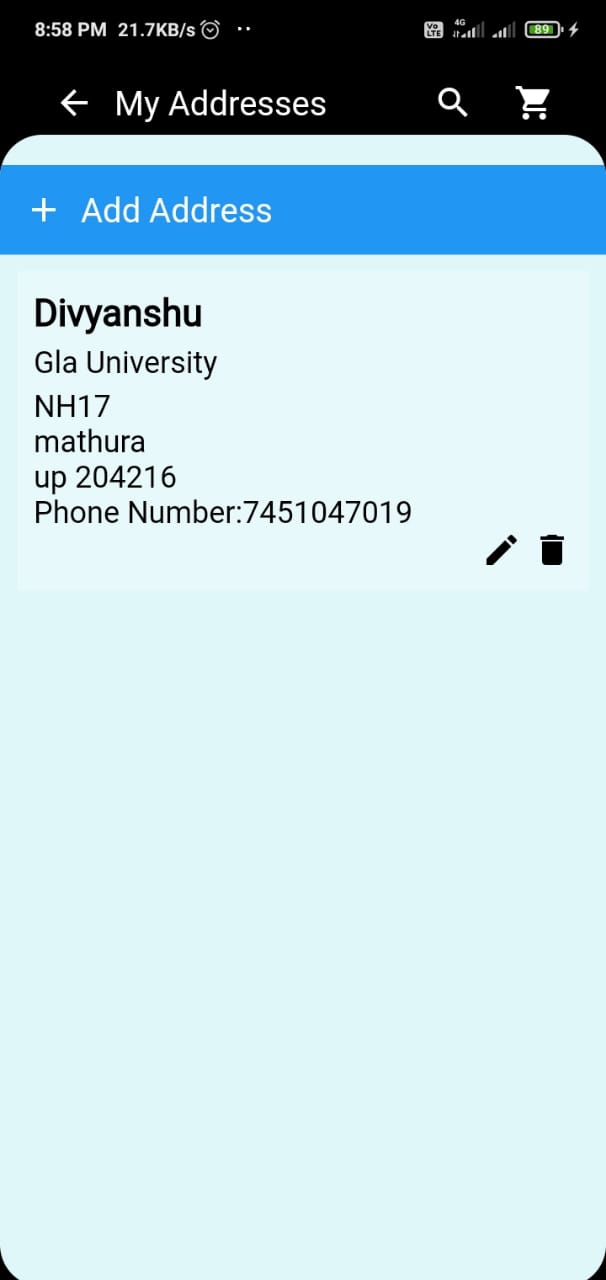 8:58 PM 21.7KB/s
Vo LTE 4G 89
My Addresses
+ Add Address
Divyanshu
Gla University
NH17
mathura
up 204216
Phone Number:7451047019